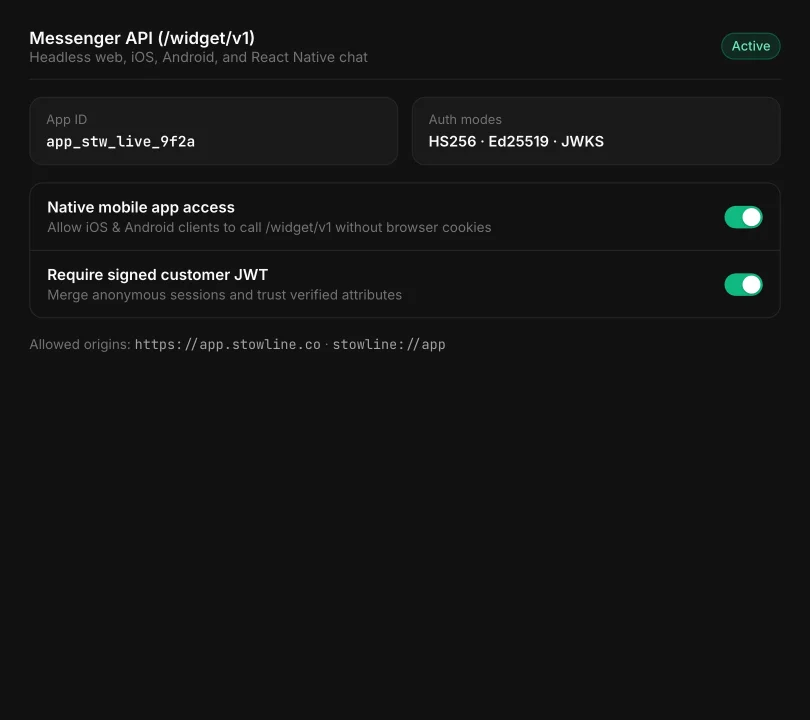 Messenger API (/widget/v1)
Headless web, iOS, Android, and React Native chat
Active
App ID
app_stw_live_9f2a
Auth modes
HS256 · Ed25519 · JWKS
Native mobile app access
Allow iOS & Android clients to call /widget/v1 without browser cookies
Require signed customer JWT
Merge anonymous sessions and trust verified attributes
Allowed origins: https://app.stowline.co · stowline://app